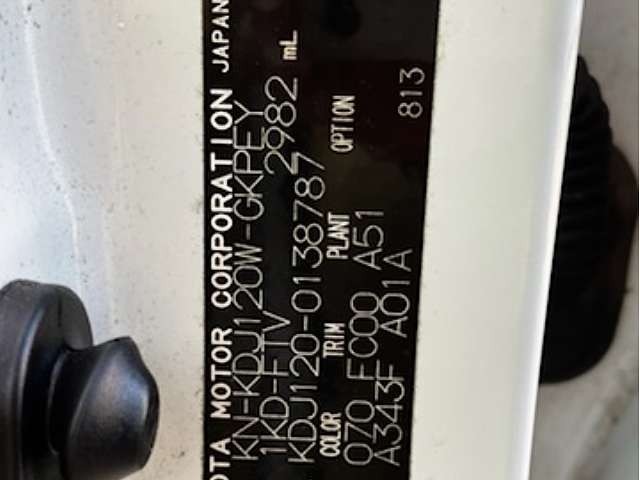 OTA MOTOR CORPORATION JAPAN
KN-KDJ120W-GKPEY
1KD-FTV 2982 mL
KDJ120-0138787
COLOR TRIM PLANT OPTION
070 FC00 A51
A343F A01A 813